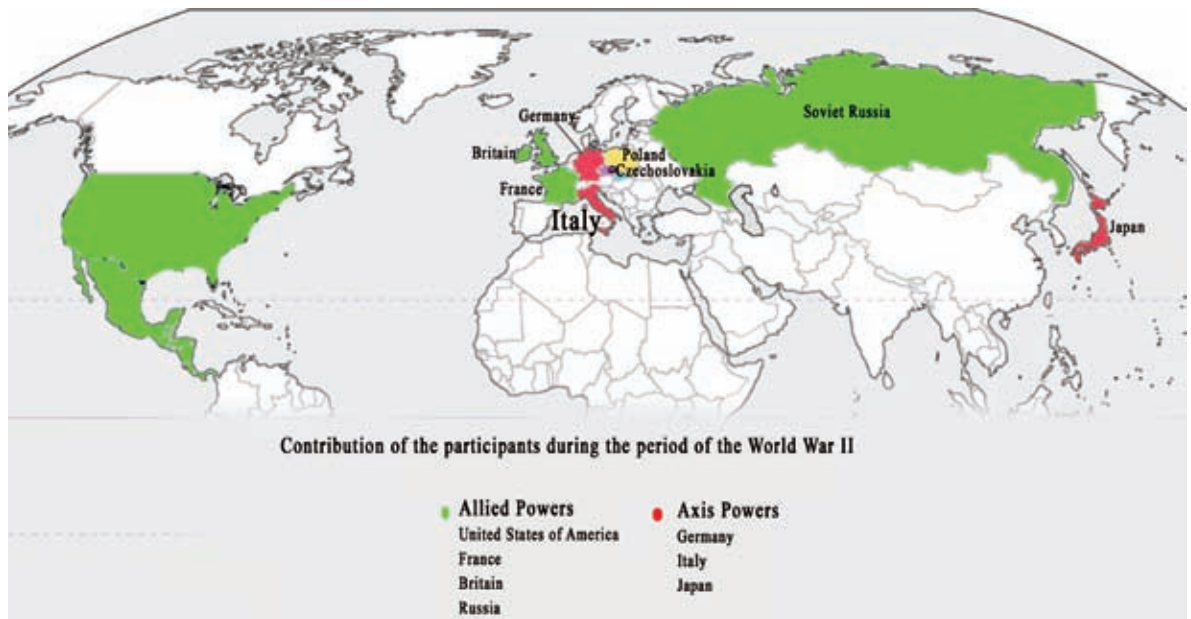 Soviet Russia
Germany
Britain
Poland
Czechoslovakia
France
Italy
Japan
Contribution of the participants during the period of the World War II
Allied Powers
United States of America
France
Britain
Russia
Axis Powers
Germany
Italy
Japan